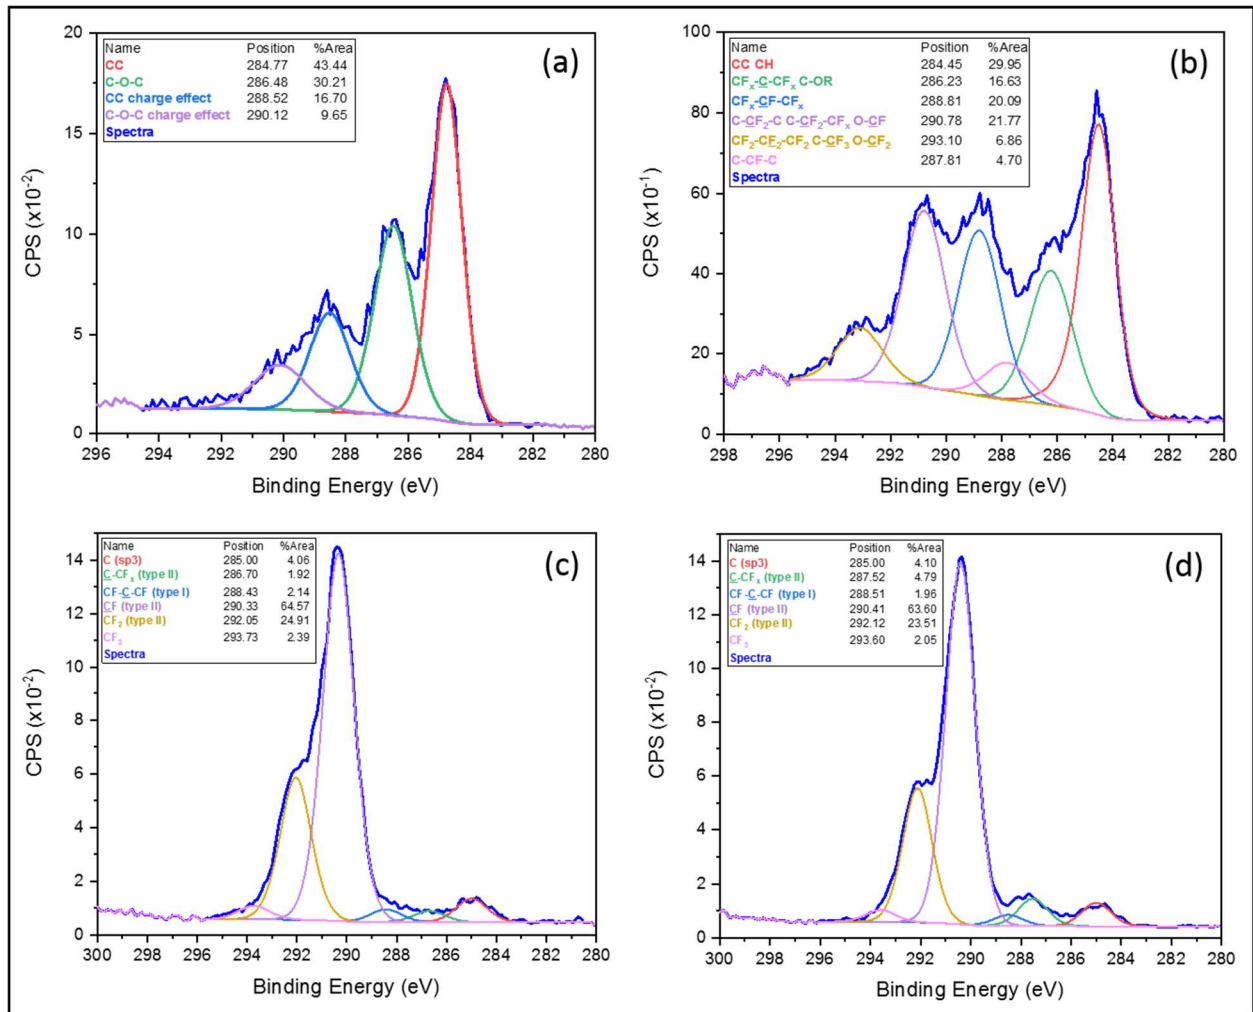 (a)
Name Position %Area
CC 284.77 43.44
C-O-C 286.48 30.21
CC charge effect 288.52 16.70
C-O-C charge effect 290.12 9.65
Spectra
20
15
10
5
0
CPS (x10⁻²)
296 294 292 290 288 286 284 282 280
Binding Energy (eV)
(b)
Name Position %Area
CC CH 284.45 29.95
CFₓ-C-CFₓ C-OR 286.23 16.63
CFₓ-CF-CFₓ 288.81 20.09
C-CF₂-C C-CF₂-CFₓ O-CF 290.78 21.77
CF₂-CF₂-CF₂ C-CF₃ O-CF₂ 293.10 6.86
C-CF-C 287.81 4.70
Spectra
100
80
60
40
20
0
CPS (x10⁻¹)
298 296 294 292 290 288 286 284 282 280
Binding Energy (eV)
(c)
Name Position %Area
C (sp3) 285.00 4.06
C-CFₓ (type II) 286.70 1.92
CF-C-CF (type I) 288.43 2.14
CF (type II) 290.33 64.57
CF₂ (type II) 292.05 24.91
CF₃ 293.73 2.39
Spectra
14
12
10
8
6
4
2
0
CPS (x10⁻²)
300 298 296 294 292 290 288 286 284 282 280
Binding Energy (eV)
(d)
Name Position %Area
C (sp3) 285.00 4.10
C-CFₓ (type II) 287.52 4.79
CF-C-CF (type I) 288.51 1.96
CF (type II) 290.41 63.60
CF₂ (type II) 292.12 23.51
CF₃ 293.60 2.05
Spectra
14
12
10
8
6
4
2
0
CPS (x10⁻²)
300 298 296 294 292 290 288 286 284 282 280
Binding Energy (eV)